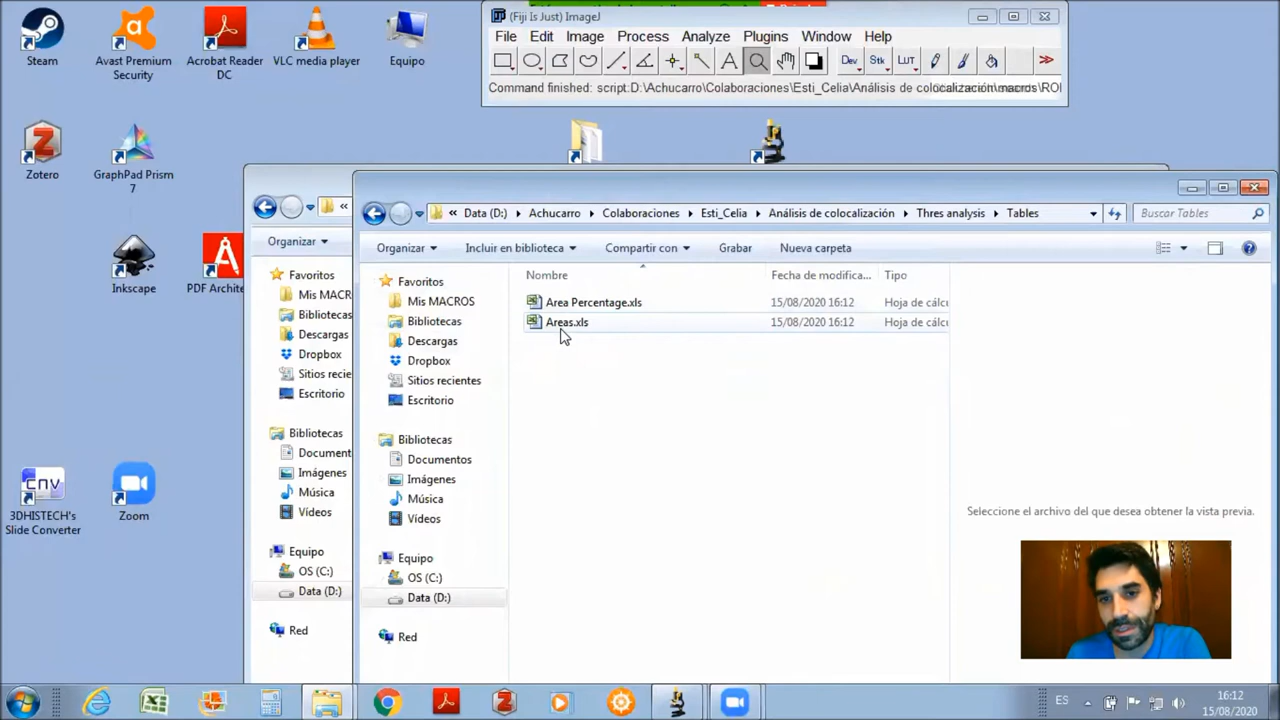 Steam
Avast Premium Security
Acrobat Reader DC
VLC media player
Equipo
Zotero
GraphPad Prism 7
Inkscape
PDF Archite
3DHISTECH's Slide Converter
Zoom
(Fiji Is Just) ImageJ
File Edit Image Process Analyze Plugins Window Help
Dev Stk LUT
Command finished: script:D:\Achucarro\Colaboraciones\Esti_Celia\Análisis de colocalización\macros\RO
Organizar
Favoritos
Mis MACR
Bibliotecas
Descargas
Dropbox
Sitios recie
Escritorio
Bibliotecas
Document
Imágenes
Música
Vídeos
Equipo
OS (C:)
Data (D:)
Red
« Data (D:) Achucarro Colaboraciones Esti_Celia Análisis de colocalización Thres analysis Tables
Buscar Tables
Organizar Incluir en biblioteca Compartir con Grabar Nueva carpeta
Favoritos
Mis MACROS
Bibliotecas
Descargas
Dropbox
Sitios recientes
Escritorio
Bibliotecas
Documentos
Imágenes
Música
Vídeos
Equipo
OS (C:)
Data (D:)
Red
Nombre Fecha de modifica... Tipo
Area Percentage.xls 15/08/2020 16:12 Hoja de cálcu
Areas.xls 15/08/2020 16:12 Hoja de cálcu
Seleccione el archivo del que desea obtener la vista previa.
ES
16:12
15/08/2020